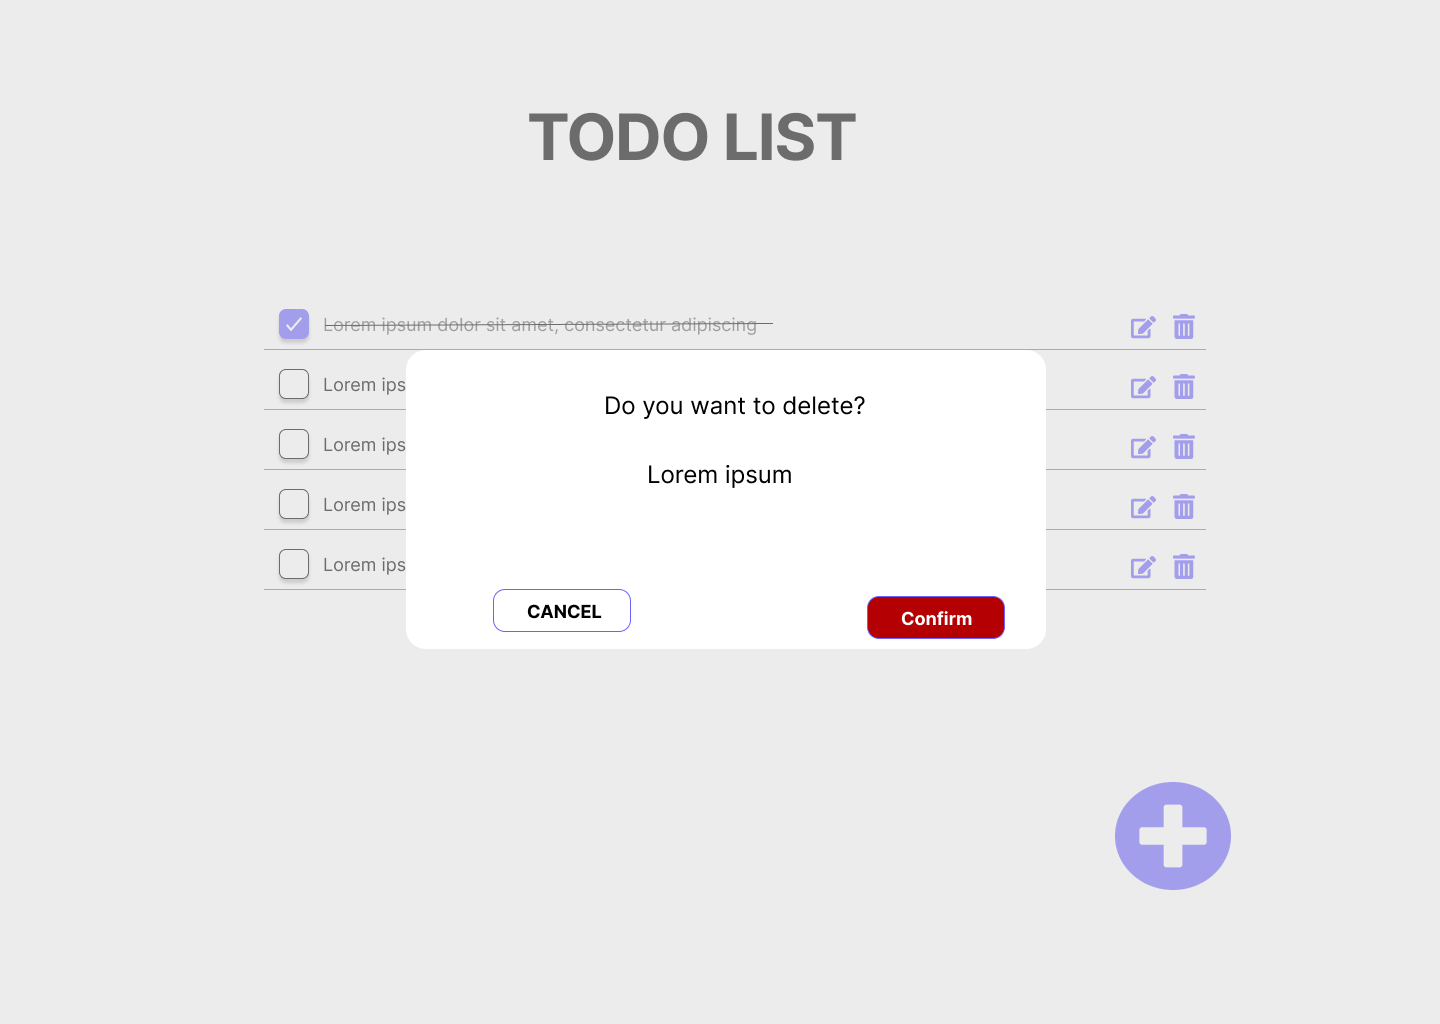 TODO LIST
Lorem ipsum dolor sit amet, consectetur adipiscing
Lorem ips
Do you want to delete?
Lorem ips
Lorem ipsum
Lorem ips
Lorem ips
CANCEL
Confirm